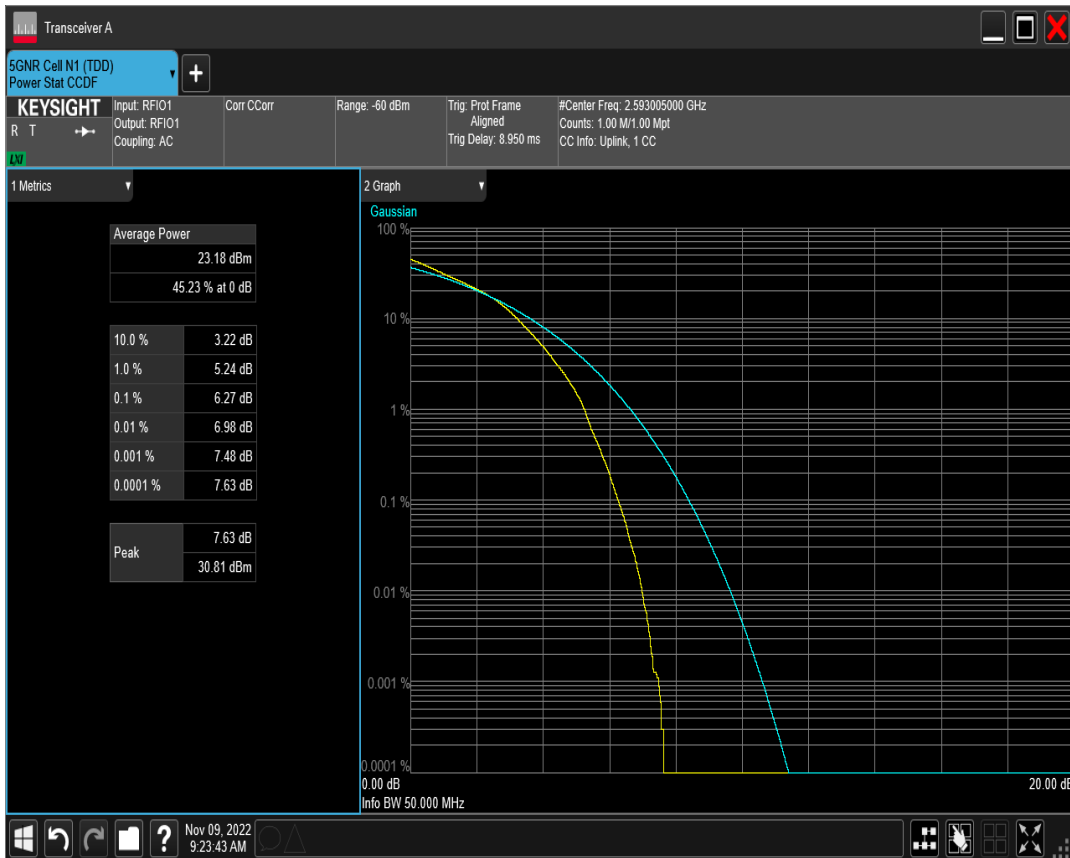 Transceiver A
5GNR Cell N1 (TDD)
Power Stat CCDF
+
KEYSIGHT
R T
LXI
Input: RFIO1
Output: RFIO1
Coupling: AC
Corr CCorr
Range: -60 dBm
Trig: Prot Frame
Aligned
Trig Delay: 8.950 ms
#Center Freq: 2.593005000 GHz
Counts: 1.00 M/1.00 Mpt
CC Info: Uplink, 1 CC
1 Metrics
Average Power
23.18 dBm
45.23 % at 0 dB
10.0 % 3.22 dB
1.0 % 5.24 dB
0.1 % 6.27 dB
0.01 % 6.98 dB
0.001 % 7.48 dB
0.0001 % 7.63 dB
Peak 7.63 dB
30.81 dBm
2 Graph
Gaussian
100 %
10 %
1 %
0.1 %
0.01 %
0.001 %
0.0001 %
0.00 dB 20.00 dB
Info BW 50.000 MHz
?
Nov 09, 2022
9:23:43 AM